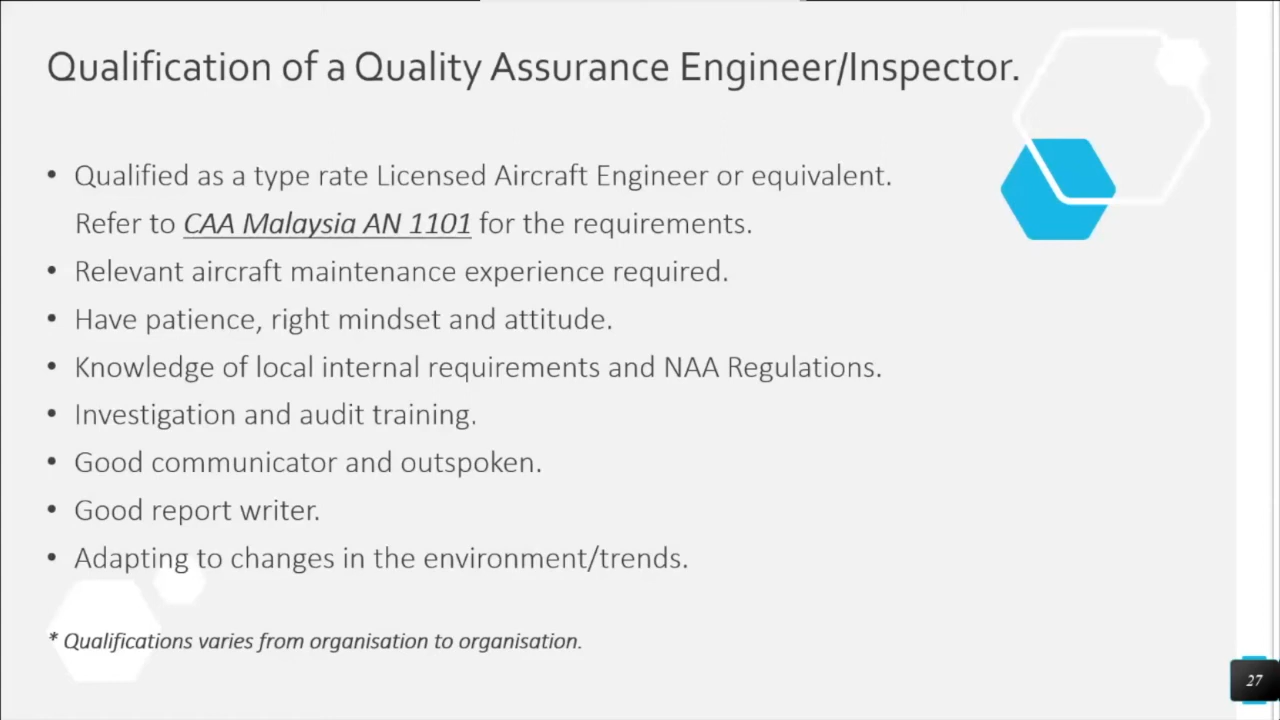 Qualification of a Quality Assurance Engineer/Inspector.
• Qualified as a type rate Licensed Aircraft Engineer or equivalent.
Refer to CAA Malaysia AN 1101 for the requirements.
• Relevant aircraft maintenance experience required.
• Have patience, right mindset and attitude.
• Knowledge of local internal requirements and NAA Regulations.
• Investigation and audit training.
• Good communicator and outspoken.
• Good report writer.
• Adapting to changes in the environment/trends.
* Qualifications varies from organisation to organisation.
27